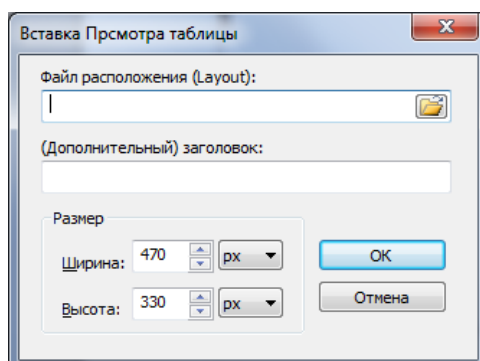 Вставка Прсмотра таблицы
Файл расположения (Layout):
(Дополнительный) заголовок:
Размер
Ширина: 470 px
OK
Высота: 330 px
Отмена